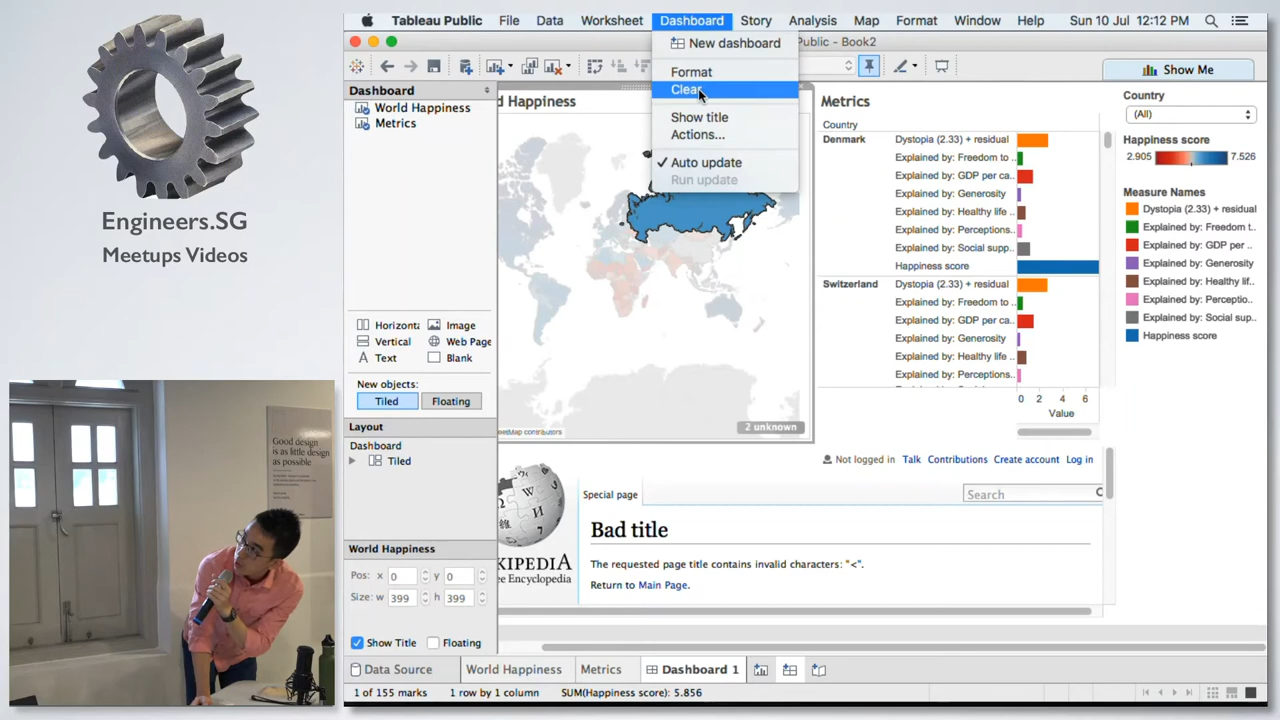 Engineers.SG
Meetups Videos
Good design
is as little design
as possible
Tableau Public File Data Worksheet Dashboard Story Analysis Map Format Window Help Sun 10 Jul 12:12 PM
Public - Book2
New dashboard
Format
Clear
Show title
Actions...
✓ Auto update
Run update
Show Me
Dashboard
World Happiness
Metrics
Horizonta Image
Vertical Web Page
A Text Blank
New objects:
Tiled Floating
Layout
Dashboard
Tiled
World Happiness
Pos: x 0 y 0
Size: w 399 h 399
Show Title Floating
d Happiness
etMap contributors
2 unknown
Metrics
Country
Denmark Dystopia (2.33) + residual
Explained by: Freedom to ..
Explained by: GDP per ca..
Explained by: Generosity
Explained by: Healthy life ..
Explained by: Perceptions..
Explained by: Social supp..
Happiness score
Switzerland Dystopia (2.33) + residual
Explained by: Freedom to ..
Explained by: GDP per ca..
Explained by: Generosity
Explained by: Healthy life ..
Explained by: Perceptions..
0 2 4 6
Value
Country
(All)
Happiness score
2.905 7.526
Measure Names
Dystopia (2.33) + residual
Explained by: Freedom t..
Explained by: GDP per ..
Explained by: Generosity
Explained by: Healthy lif..
Explained by: Perceptio..
Explained by: Social sup..
Happiness score
Not logged in Talk Contributions Create account Log in
Special page
Search
KIPEDIA
e Encyclopedia
Bad title
The requested page title contains invalid characters: "<".
Return to Main Page.
Data Source World Happiness Metrics Dashboard 1
1 of 155 marks 1 row by 1 column SUM(Happiness score): 5.856